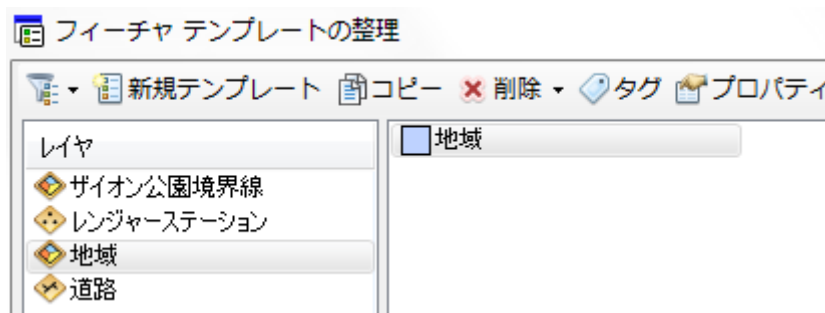 フィーチャ テンプレートの整理
新規テンプレート コピー 削除 タグ プロパティ
レイヤ
ザイオン公園境界線
レンジャーステーション
地域
道路
地域